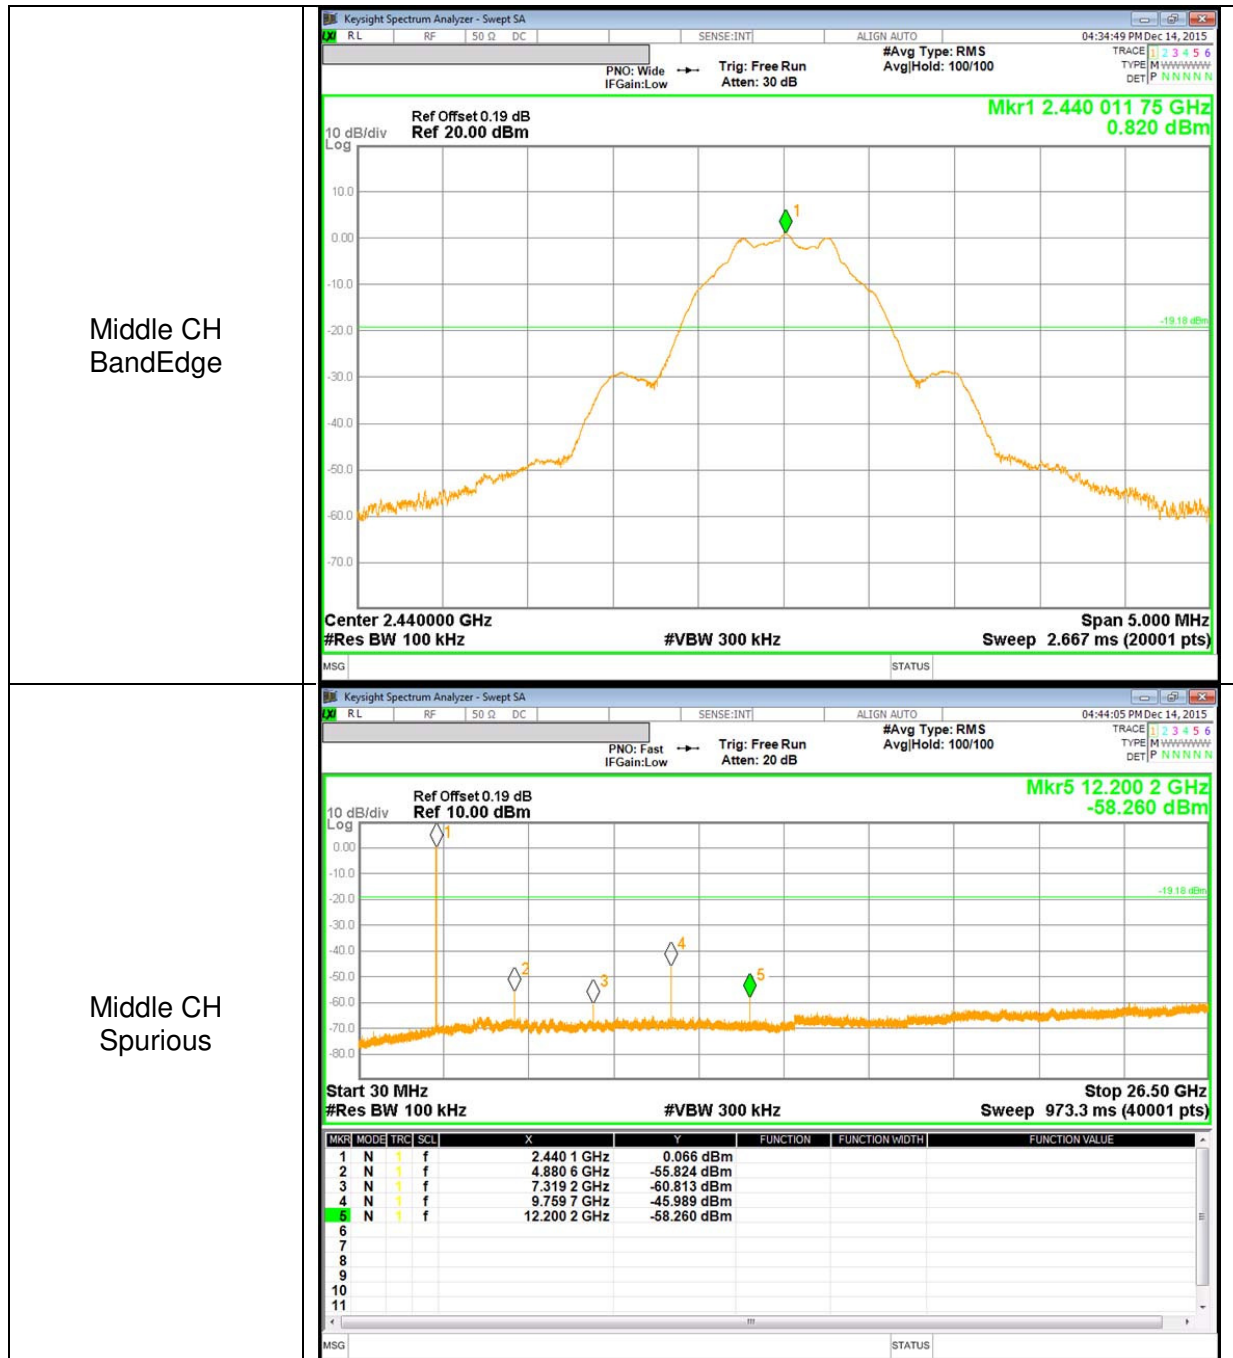 Middle CH
BandEdge
Keysight Spectrum Analyzer - Swept SA
LXI RL RF 50 Ω DC SENSE:INT ALIGN AUTO 04:34:49 PM Dec 14, 2015
PNO: Wide Trig: Free Run #Avg Type: RMS TRACE 1 2 3 4 5 6
IFGain:Low Atten: 30 dB Avg|Hold: 100/100 TYPE M WWWWW
DET P N N N N N
Mkr1 2.440 011 75 GHz
0.820 dBm
Ref Offset 0.19 dB
10 dB/div Ref 20.00 dBm
Log
10.0
1
0.00
-10.0
-20.0
-19.18 dBm
-30.0
-40.0
-50.0
-60.0
-70.0
Center 2.440000 GHz Span 5.000 MHz
#Res BW 100 kHz #VBW 300 kHz Sweep 2.667 ms (20001 pts)
MSG STATUS
Middle CH
Spurious
Keysight Spectrum Analyzer - Swept SA
LXI RL RF 50 Ω DC SENSE:INT ALIGN AUTO 04:44:05 PM Dec 14, 2015
PNO: Fast Trig: Free Run #Avg Type: RMS TRACE 1 2 3 4 5 6
IFGain:Low Atten: 20 dB Avg|Hold: 100/100 TYPE M WWWWW
DET P N N N N N
Mkr5 12.200 2 GHz
-58.260 dBm
Ref Offset 0.19 dB
10 dB/div Ref 10.00 dBm
Log
1
0.00
-10.0
-20.0
-19.18 dBm
-30.0
-40.0
4
-50.0
2 3 5
-60.0
-70.0
-80.0
Start 30 MHz Stop 26.50 GHz
#Res BW 100 kHz #VBW 300 kHz Sweep 973.3 ms (40001 pts)
MKR MODE TRC SCL X Y FUNCTION FUNCTION WIDTH FUNCTION VALUE
1 N 1 f 2.440 1 GHz 0.066 dBm
2 N 1 f 4.880 6 GHz -55.824 dBm
3 N 1 f 7.319 2 GHz -60.813 dBm
4 N 1 f 9.759 7 GHz -45.989 dBm
5 N 1 f 12.200 2 GHz -58.260 dBm
6
7
8
9
10
11
MSG STATUS